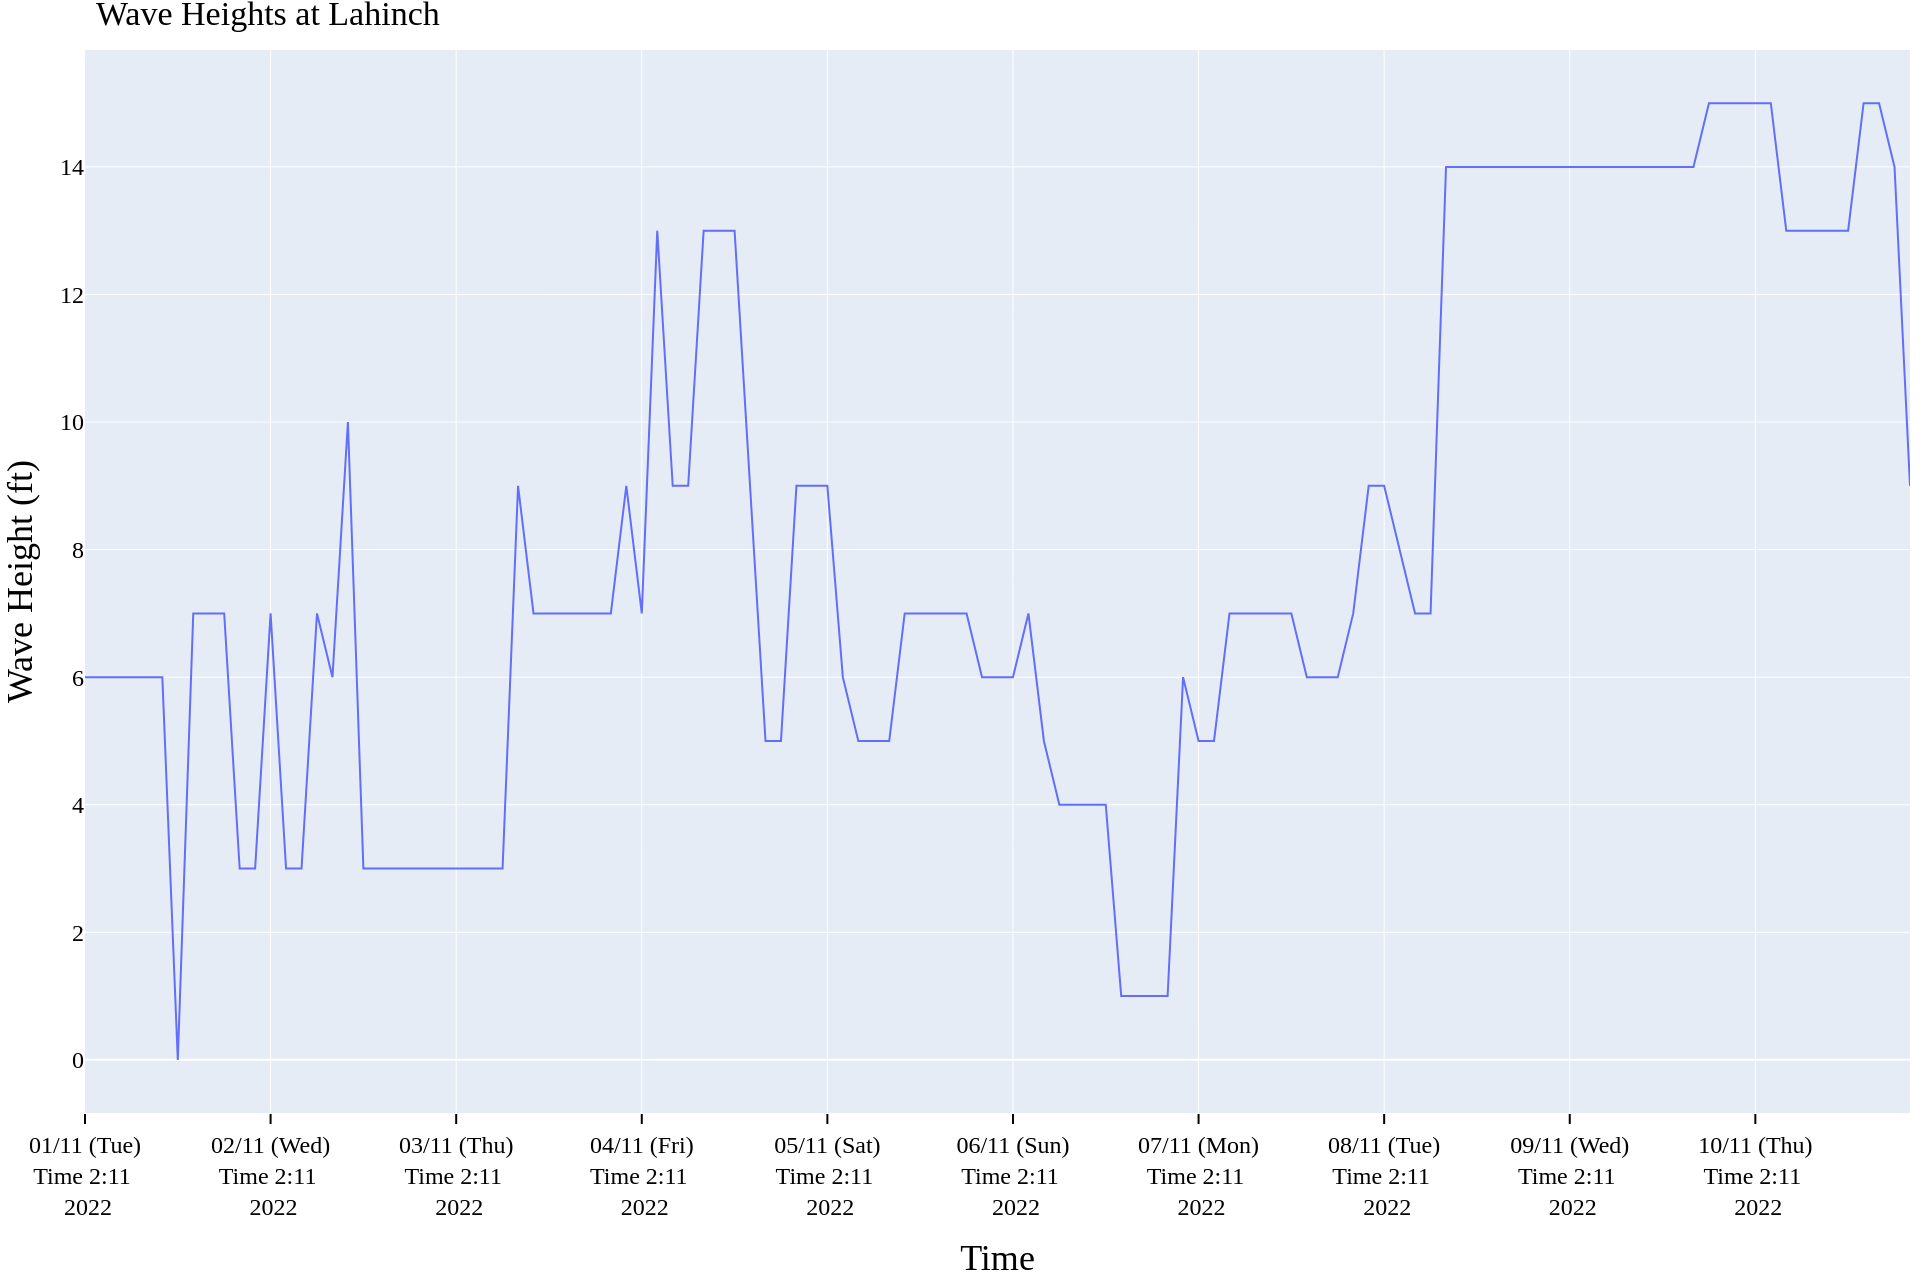 Wave Heights at Lahinch
Wave Height (ft)
14
12
10
8
6
4
2
0
01/11 (Tue)
Time 2:11
2022
02/11 (Wed)
Time 2:11
2022
03/11 (Thu)
Time 2:11
2022
04/11 (Fri)
Time 2:11
2022
05/11 (Sat)
Time 2:11
2022
06/11 (Sun)
Time 2:11
2022
07/11 (Mon)
Time 2:11
2022
08/11 (Tue)
Time 2:11
2022
09/11 (Wed)
Time 2:11
2022
10/11 (Thu)
Time 2:11
2022
Time